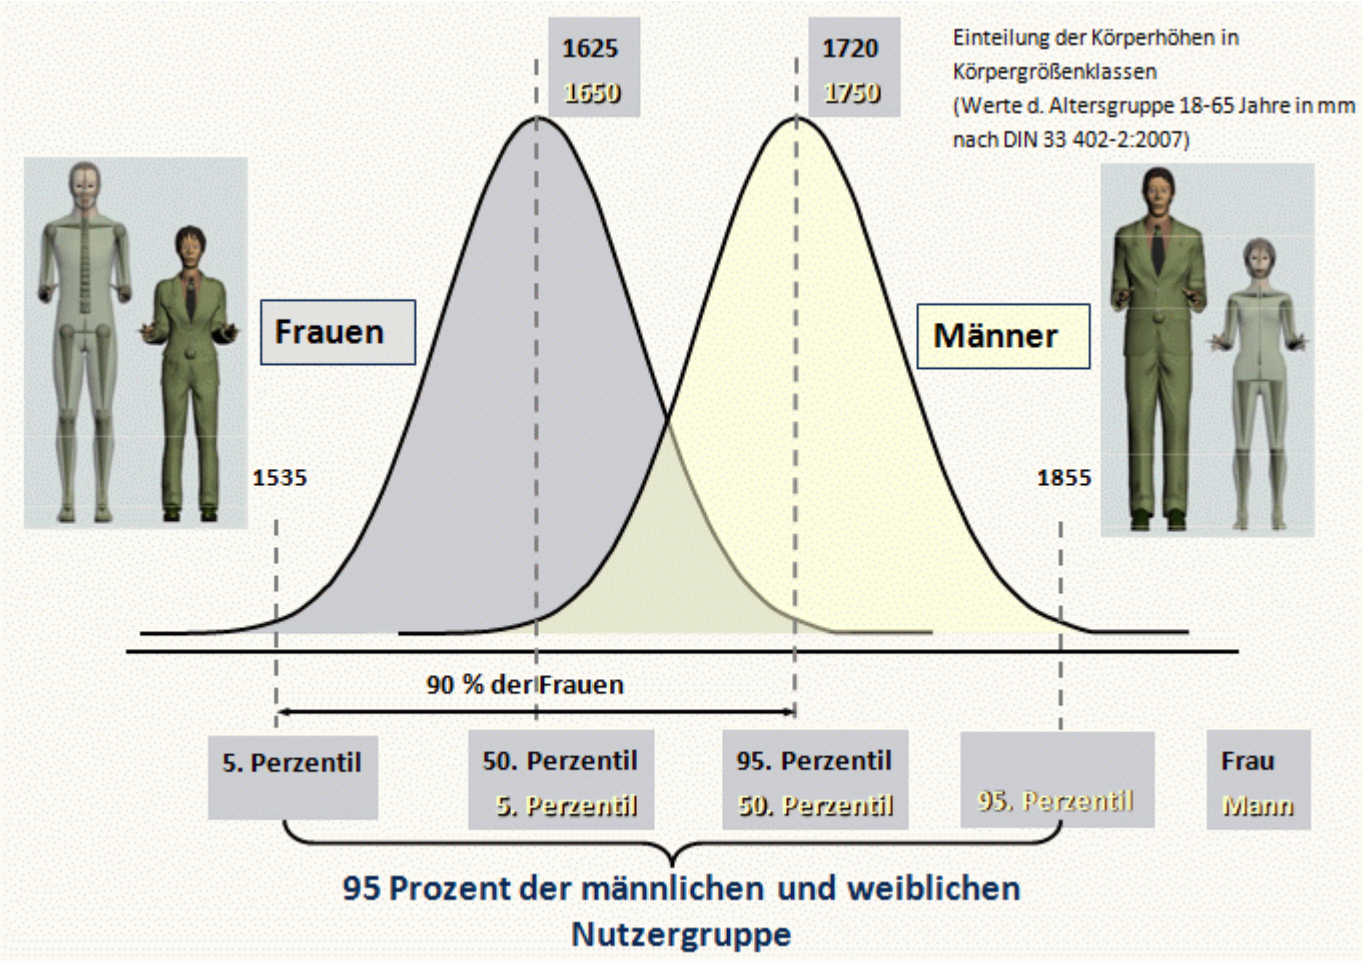 1625
1650
1720
1750
Einteilung der Körperhöhen in
Körpergrößenklassen
(Werte d. Altersgruppe 18-65 Jahre in mm
nach DIN 33 402-2:2007)
Frauen
Männer
1535
1855
90 % der Frauen
5. Perzentil
50. Perzentil
5. Perzentil
95. Perzentil
50. Perzentil
95. Perzentil
Frau
Mann
95 Prozent der männlichen und weiblichen
Nutzergruppe